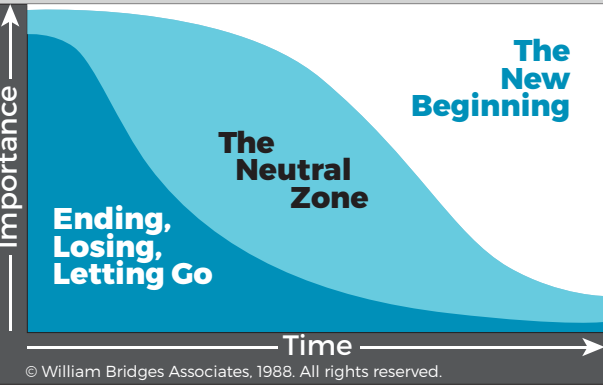 The
New
Beginning
The
Neutral
Zone
Ending,
Losing,
Letting Go
Importance
Time
© William Bridges Associates, 1988. All rights reserved.